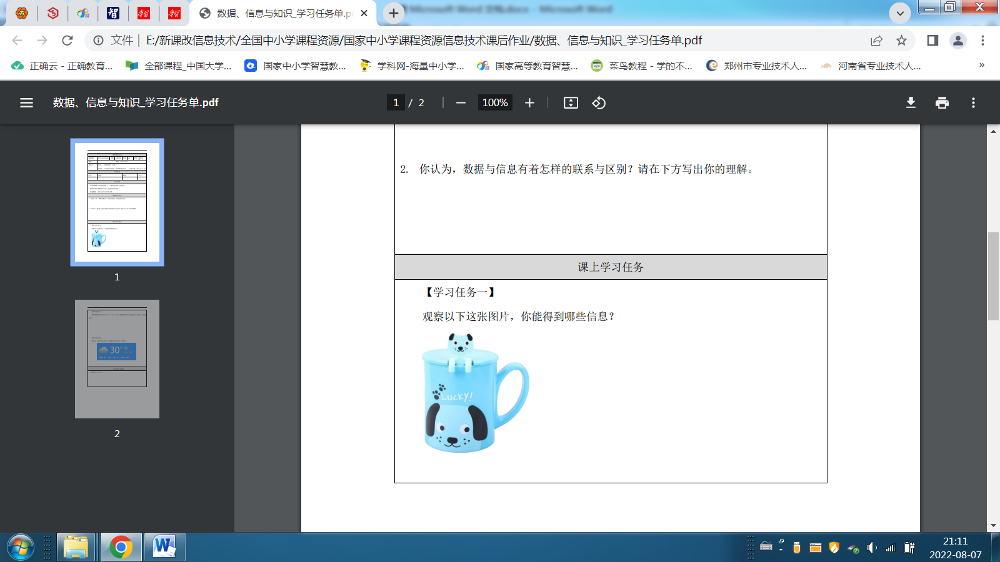 数据、信息与知识_学习任务单.p
Microsoft Word 文档.docx - Microsoft Word
文件 | E:/新课改信息技术/全国中小学课程资源/国家中小学课程资源信息技术课后作业/数据、信息与知识_学习任务单.pdf
正确云 - 正确教育... 全部课程_中国大学... 国家中小学智慧教... 学科网-海量中小学... 国家高等教育智慧... 菜鸟教程 - 学的不... 郑州市专业技术人... 河南省专业技术人... »
数据、信息与知识_学习任务单.pdf 1 / 2 100%
2. 你认为，数据与信息有着怎样的联系与区别？请在下方写出你的理解。
课上学习任务
【学习任务一】
观察以下这张图片，你能得到哪些信息？
Lucky!
1
30°
2
21:11
2022-08-07